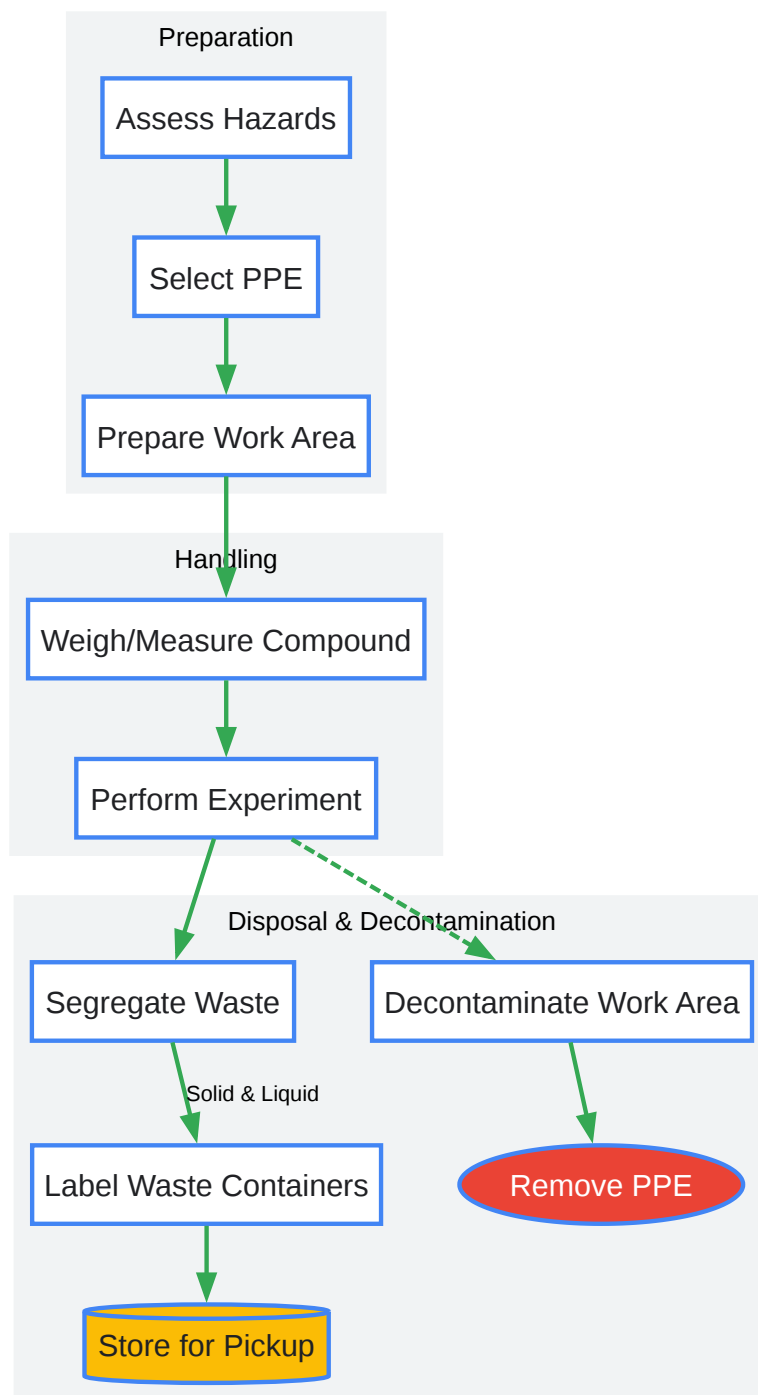 Preparation
Assess Hazards
Select PPE
Prepare Work Area
Handling
Weigh/Measure Compound
Perform Experiment
Disposal & Decontamination
Segregate Waste
Decontaminate Work Area
Solid & Liquid
Label Waste Containers
Remove PPE
Store for Pickup